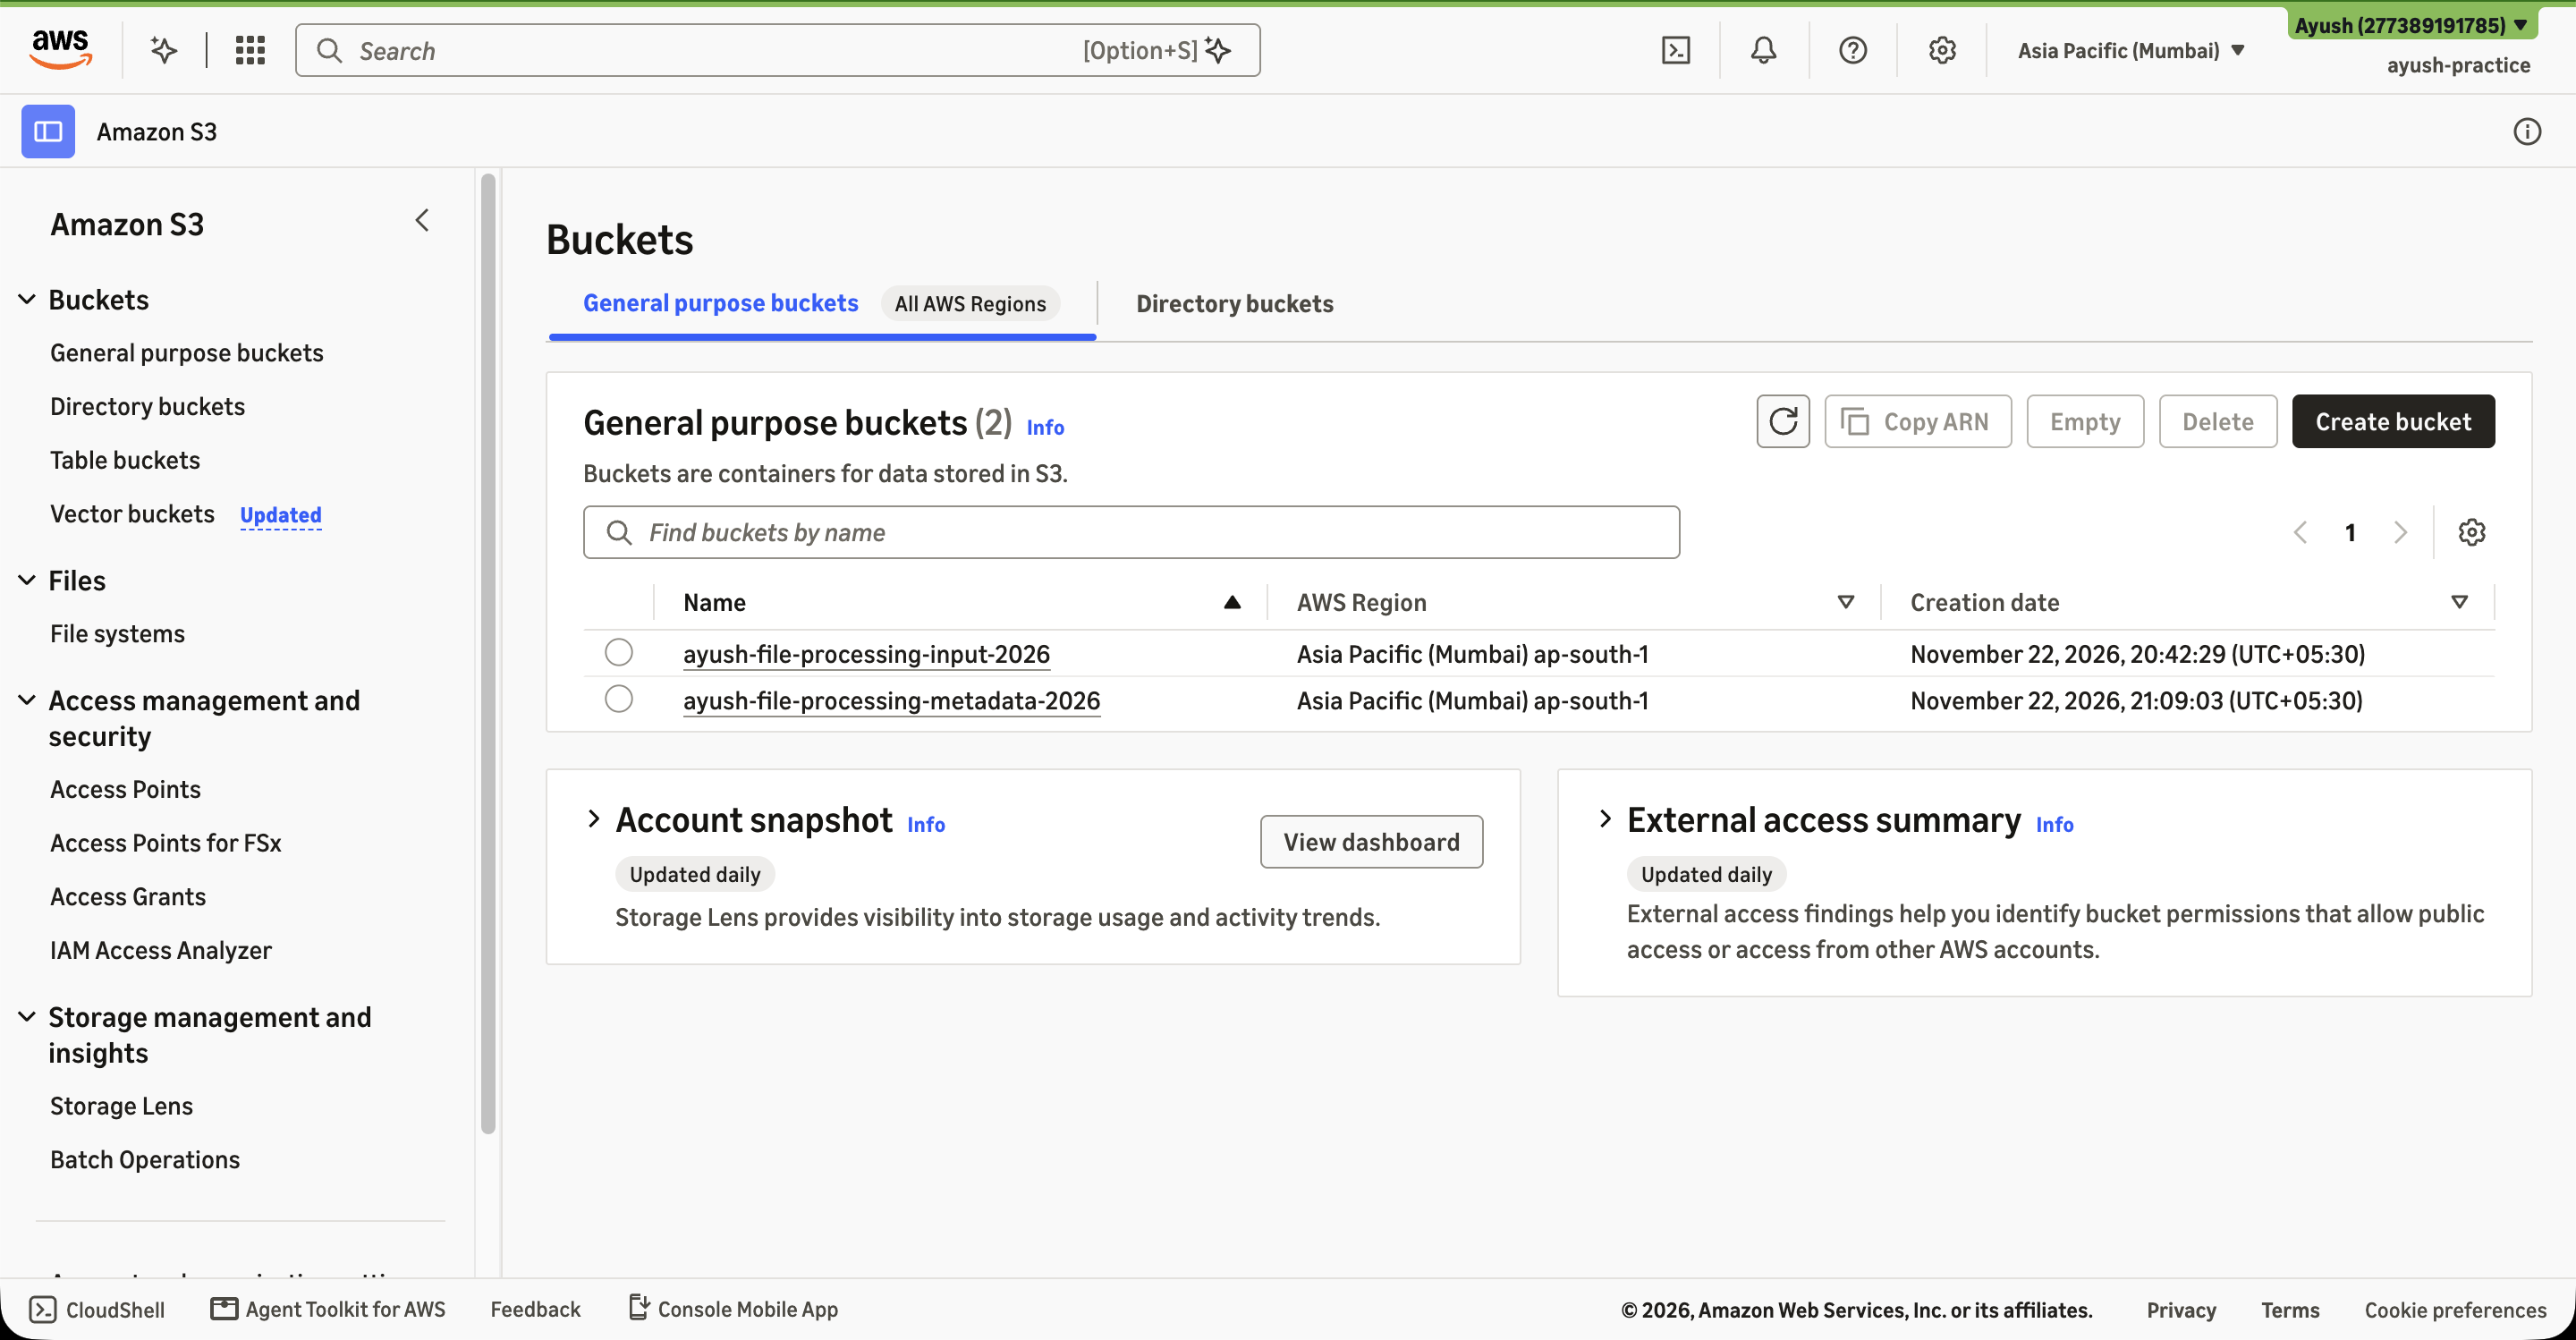 aws
Search
[Option+S]
Asia Pacific (Mumbai)
Ayush (277389191785)
ayush-practice
Amazon S3
Amazon S3
Buckets
General purpose buckets
Directory buckets
Table buckets
Vector buckets Updated
Files
File systems
Access management and
security
Access Points
Access Points for FSx
Access Grants
IAM Access Analyzer
Storage management and
insights
Storage Lens
Batch Operations
Buckets
General purpose buckets All AWS Regions Directory buckets
General purpose buckets (2) Info
Copy ARN Empty Delete Create bucket
Buckets are containers for data stored in S3.
Find buckets by name
1
Name AWS Region Creation date
ayush-file-processing-input-2026 Asia Pacific (Mumbai) ap-south-1 November 22, 2026, 20:42:29 (UTC+05:30)
ayush-file-processing-metadata-2026 Asia Pacific (Mumbai) ap-south-1 November 22, 2026, 21:09:03 (UTC+05:30)
Account snapshot Info
View dashboard
Updated daily
Storage Lens provides visibility into storage usage and activity trends.
External access summary Info
Updated daily
External access findings help you identify bucket permissions that allow public
access or access from other AWS accounts.
CloudShell Agent Toolkit for AWS Feedback Console Mobile App
© 2026, Amazon Web Services, Inc. or its affiliates. Privacy Terms Cookie preferences